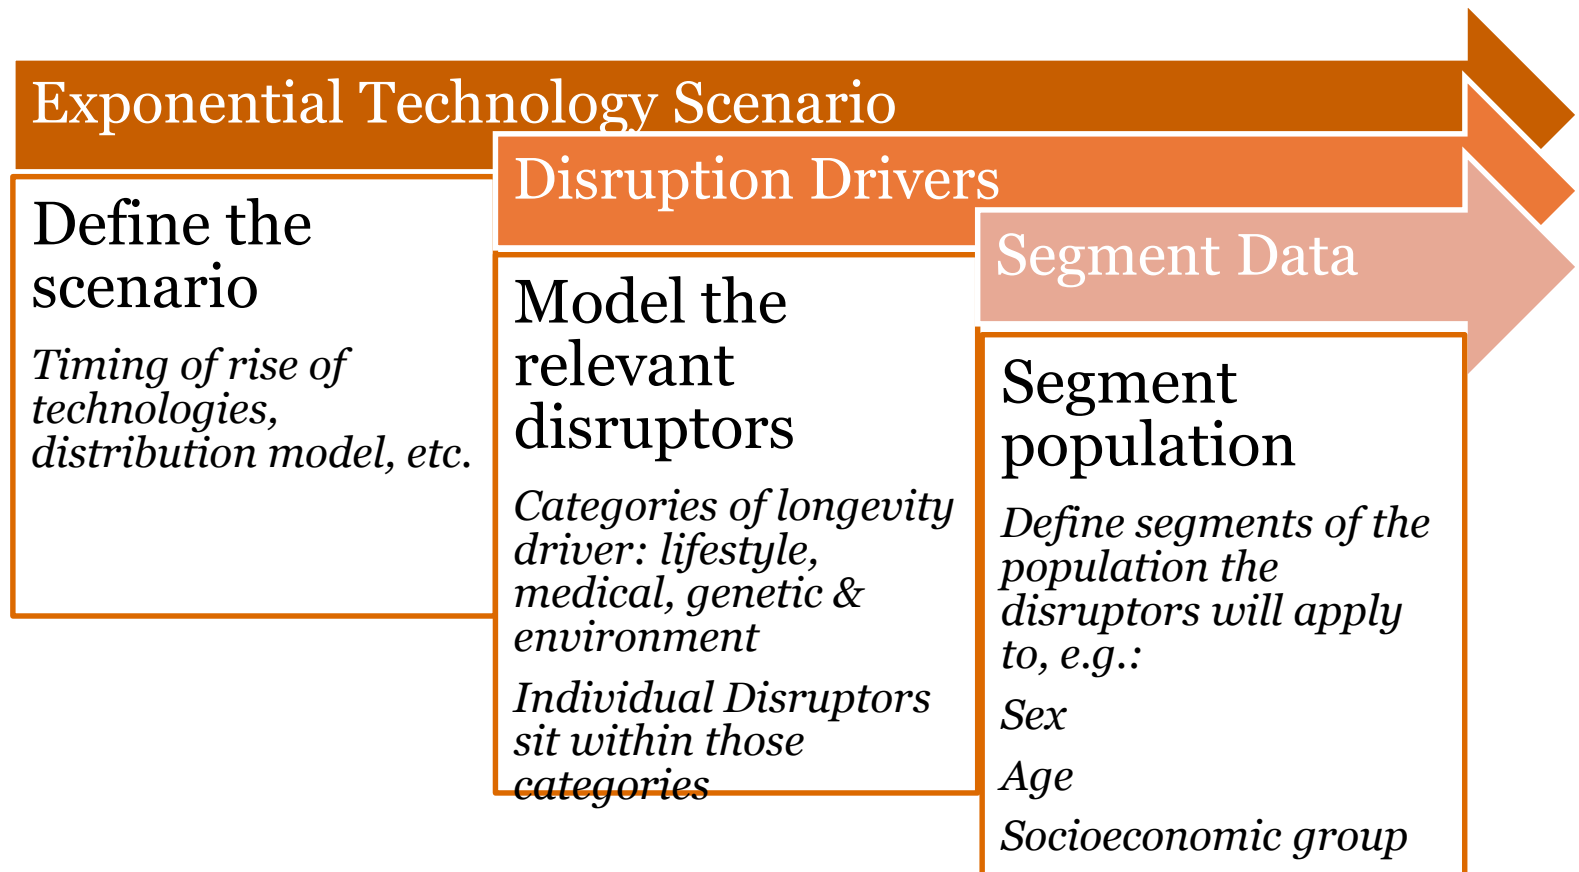 Exponential Technology Scenario
Define the
scenario
Timing of rise of
technologies,
distribution model, etc.
Disruption Drivers
Model the
relevant
disruptors
Categories of longevity
driver: lifestyle,
medical, genetic &
environment
Individual Disruptors
sit within those
categories
Segment Data
Segment
population
Define segments of the
population the
disruptors will apply
to, e.g.:
Sex
Age
Socioeconomic group